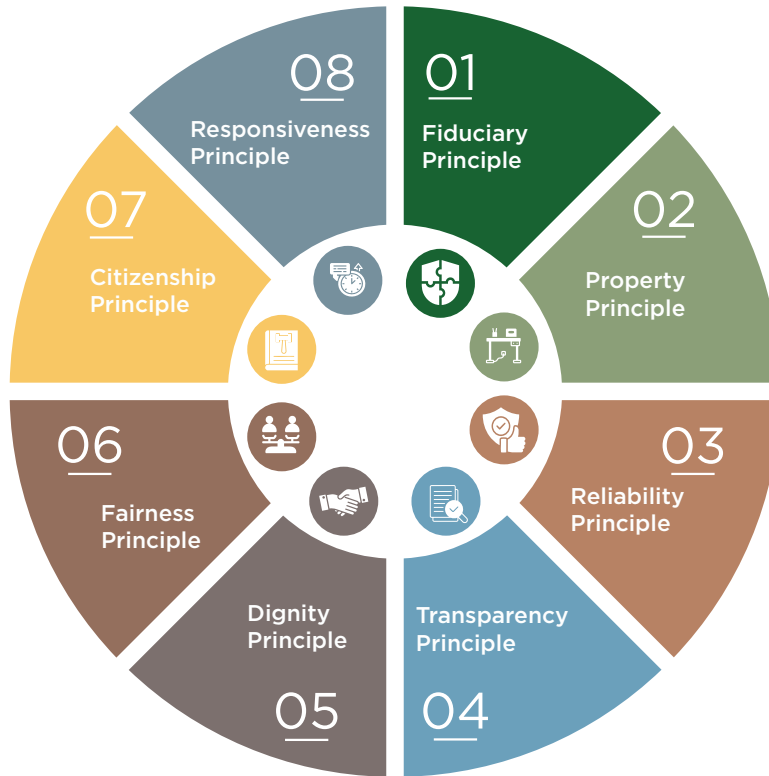 01
Fiduciary
Principle
02
Property
Principle
03
Reliability
Principle
04
Transparency
Principle
05
Dignity
Principle
06
Fairness
Principle
07
Citizenship
Principle
08
Responsiveness
Principle